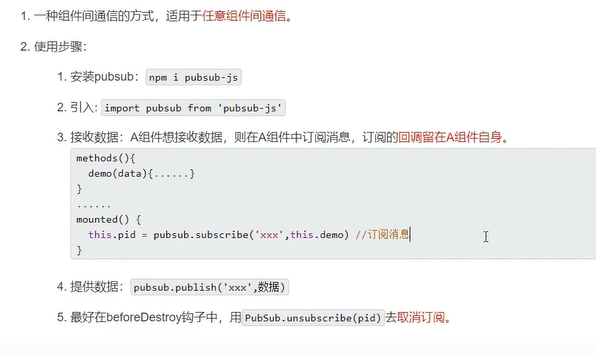 1. 一种组件间通信的方式，适用于任意组件间通信。
2. 使用步骤：
1. 安装pubsub：npm i pubsub-js
2. 引入: import pubsub from 'pubsub-js'
3. 接收数据：A组件想接收数据，则在A组件中订阅消息，订阅的回调留在A组件自身。
methods(){
demo(data){......}
}
......
mounted() {
this.pid = pubsub.subscribe('xxx',this.demo) //订阅消息
}
4. 提供数据：pubsub.publish('xxx',数据)
5. 最好在beforeDestroy钩子中，用PubSub.unsubscribe(pid)去取消订阅。